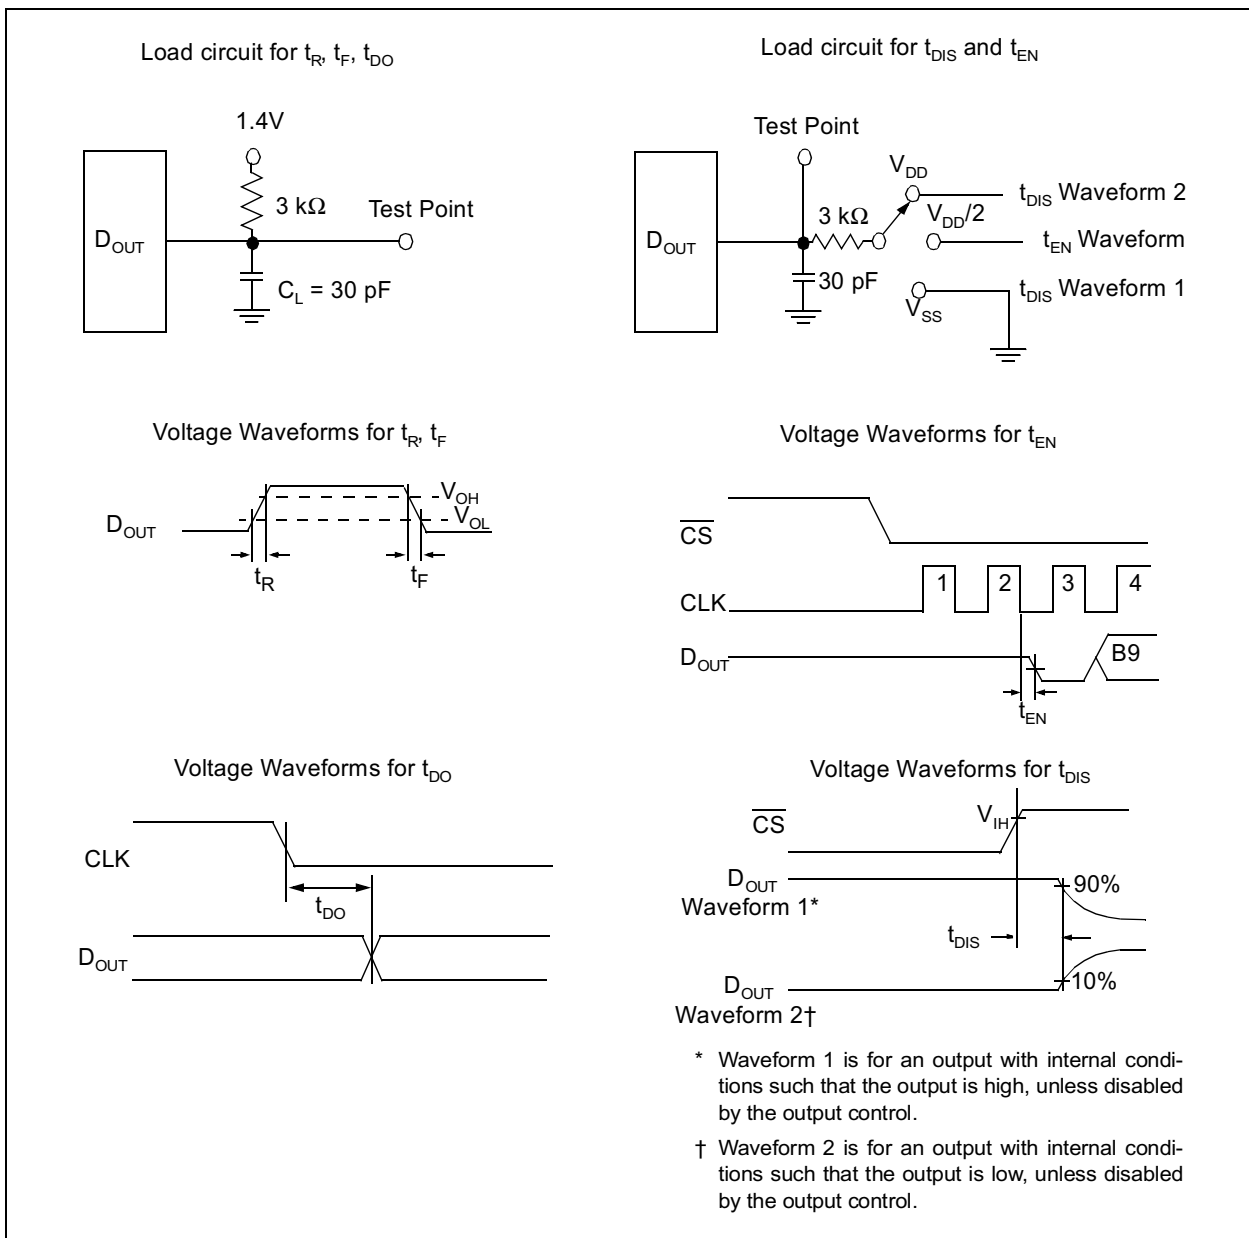 Load circuit for tR, tF, tDO
1.4V
3 kΩ
Test Point
DOUT
CL = 30 pF
Load circuit for tDIS and tEN
Test Point
VDD
tDIS Waveform 2
3 kΩ
VDD/2
DOUT
tEN Waveform
30 pF
tDIS Waveform 1
VSS
Voltage Waveforms for tR, tF
VOH
VOL
DOUT
tR
tF
Voltage Waveforms for tEN
CS
1 2 3 4
CLK
DOUT
B9
tEN
Voltage Waveforms for tDO
CLK
tDO
DOUT
Voltage Waveforms for tDIS
VIH
CS
DOUT
90%
Waveform 1*
tDIS
DOUT
10%
Waveform 2†
* Waveform 1 is for an output with internal condi-
tions such that the output is high, unless disabled
by the output control.
† Waveform 2 is for an output with internal condi-
tions such that the output is low, unless disabled
by the output control.